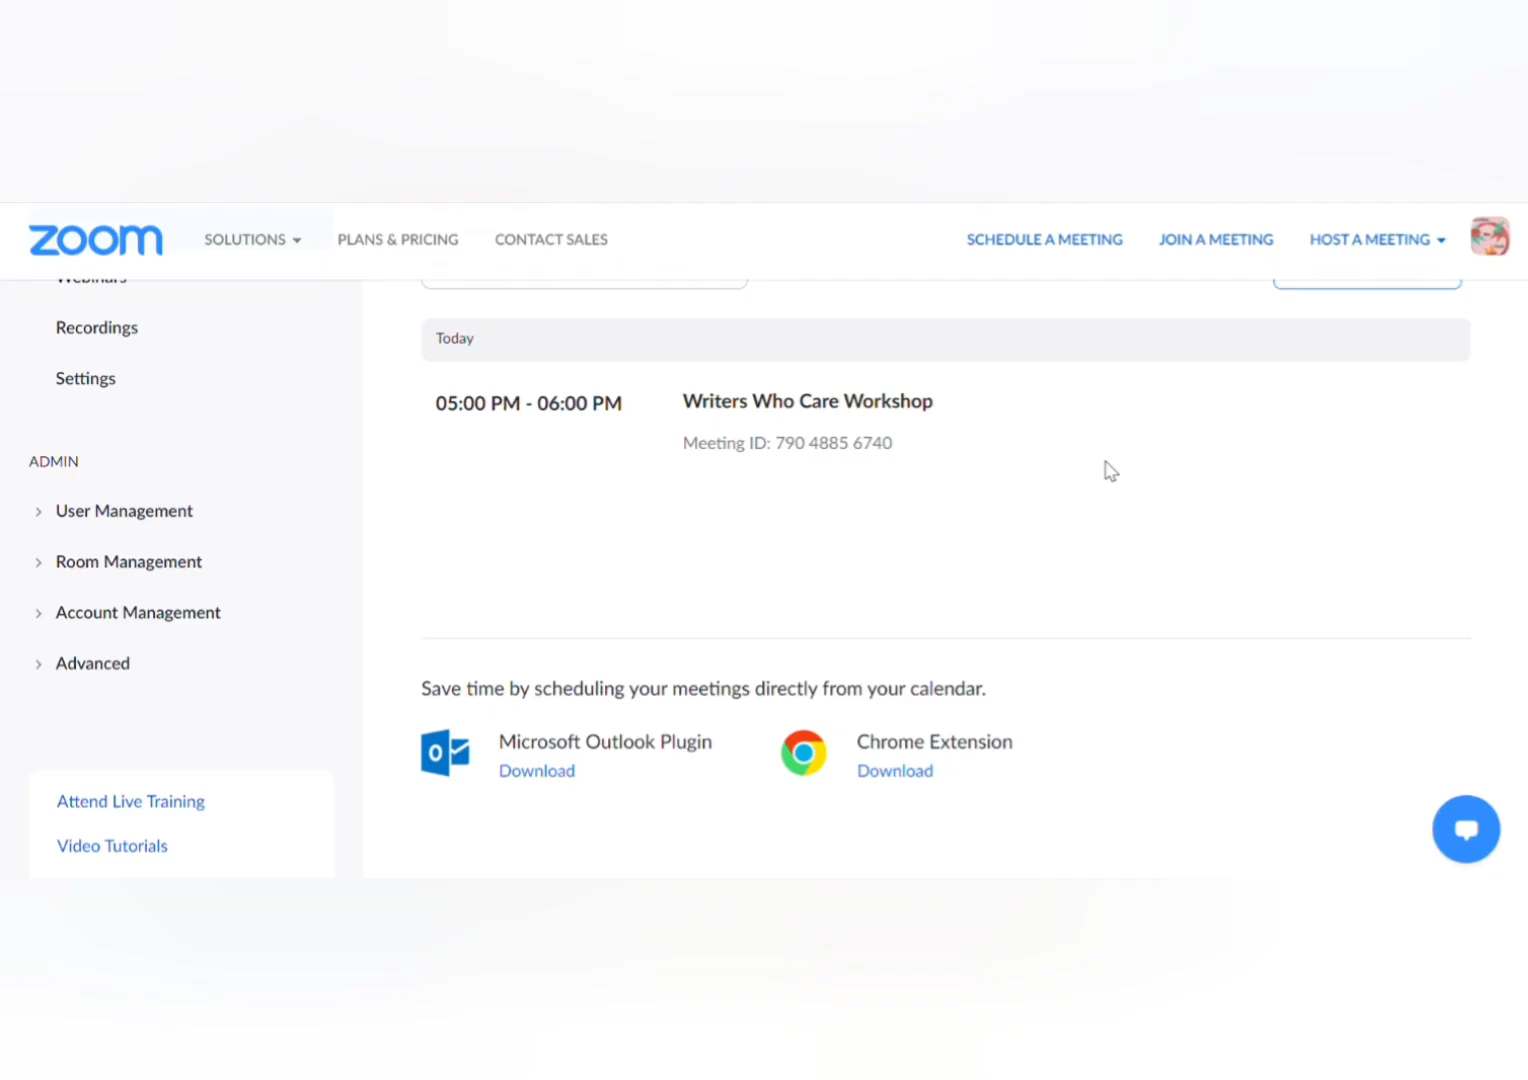 zoom
SOLUTIONS
PLANS & PRICING
CONTACT SALES
SCHEDULE A MEETING
JOIN A MEETING
HOST A MEETING
Webinars
Recordings
Settings
ADMIN
User Management
Room Management
Account Management
Advanced
Attend Live Training
Video Tutorials
Today
05:00 PM - 06:00 PM
Writers Who Care Workshop
Meeting ID: 790 4885 6740
Save time by scheduling your meetings directly from your calendar.
Microsoft Outlook Plugin
Download
Chrome Extension
Download